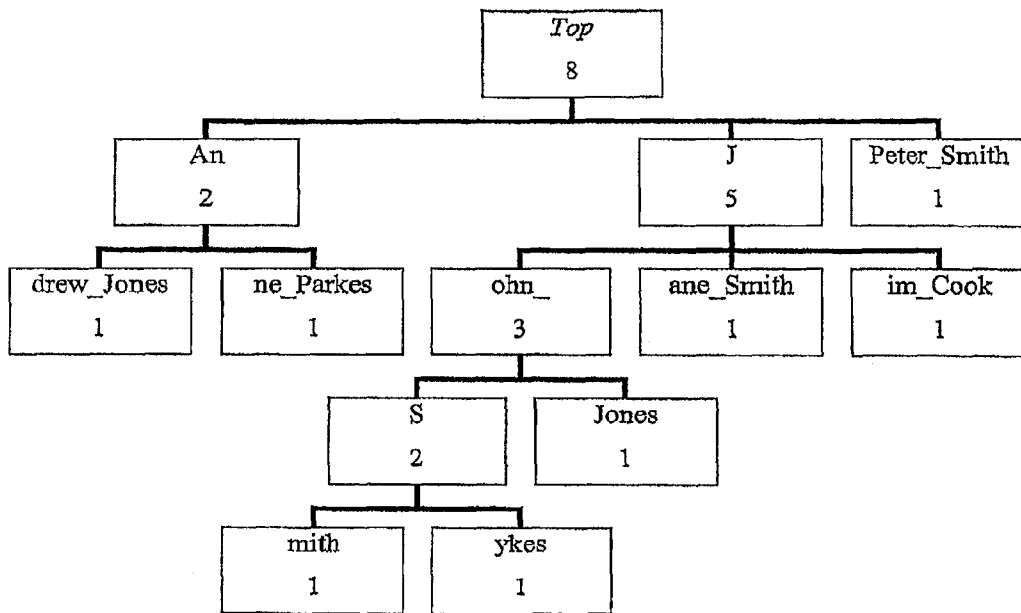 Top
8
An
2
J
5
Peter_Smith
1
drew_Jones
1
ne_Parkes
1
ohn_
3
ane_Smith
1
im_Cook
1
S
2
Jones
1
mith
1
ykes
1